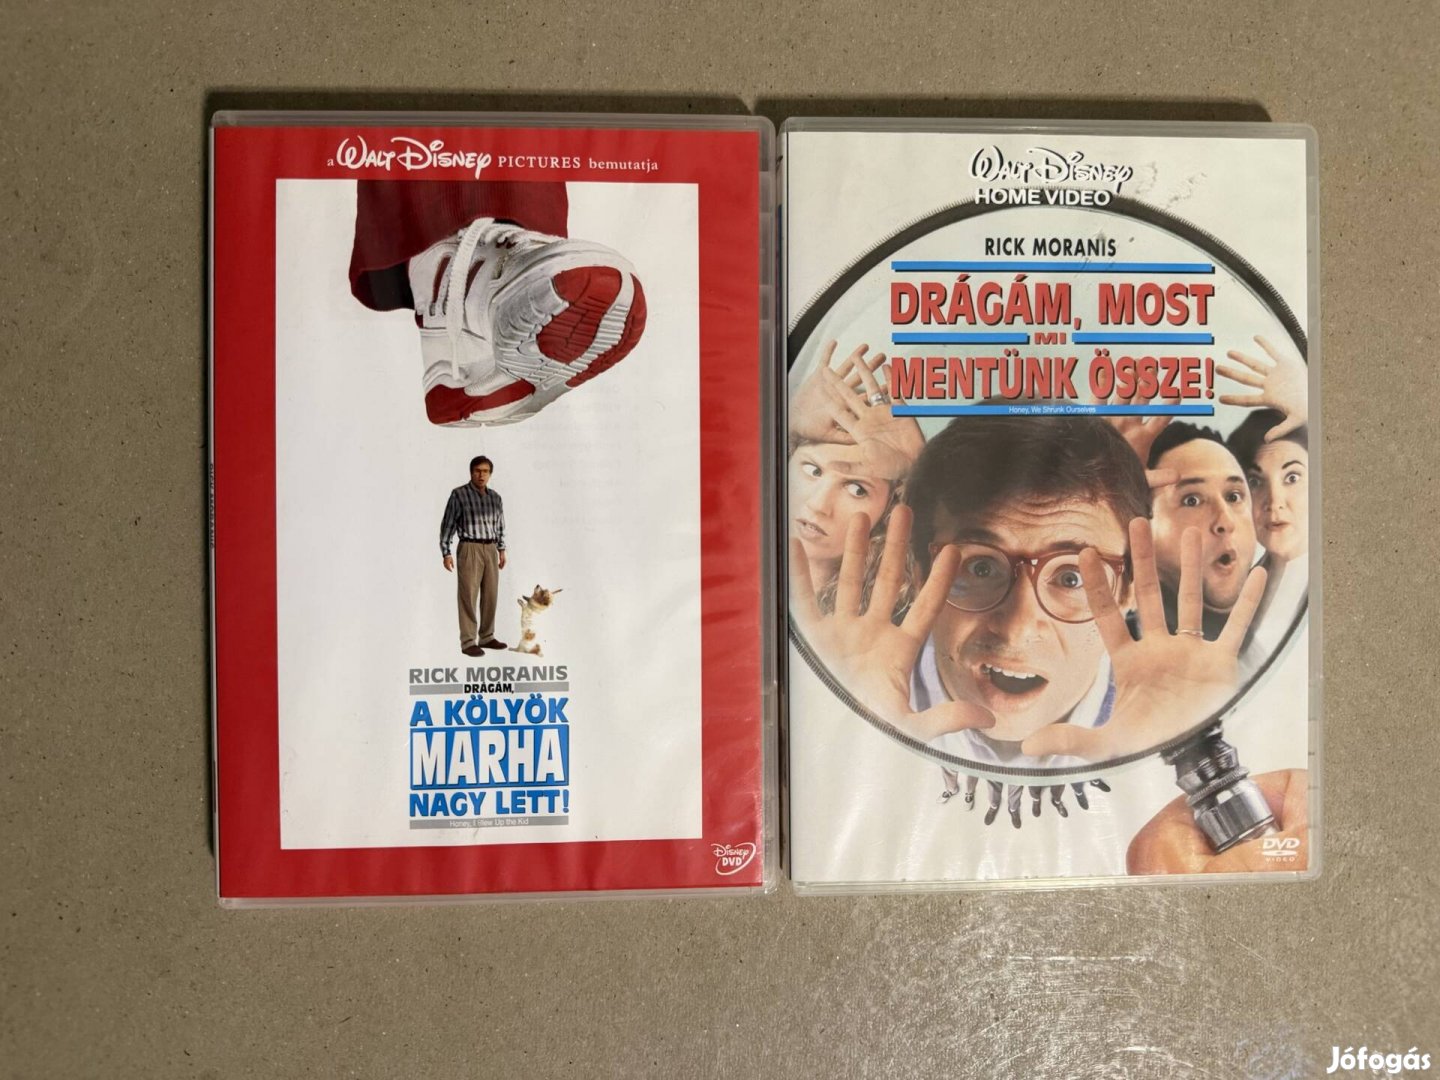 a WALT DISNEY PICTURES bemutatja
RICK MORANIS
DRÁGÁM,
A KÖLYÖK
MARHA
NAGY LETT!
Honey, I Blew Up the Kid
Disney
DVD
WALT DISNEY
HOME VIDEO
RICK MORANIS
DRÁGÁM, MOST
MI
MENTÜNK ÖSSZE!
Honey, We Shrunk Ourselves
DVD
VIDEO
Jófogás